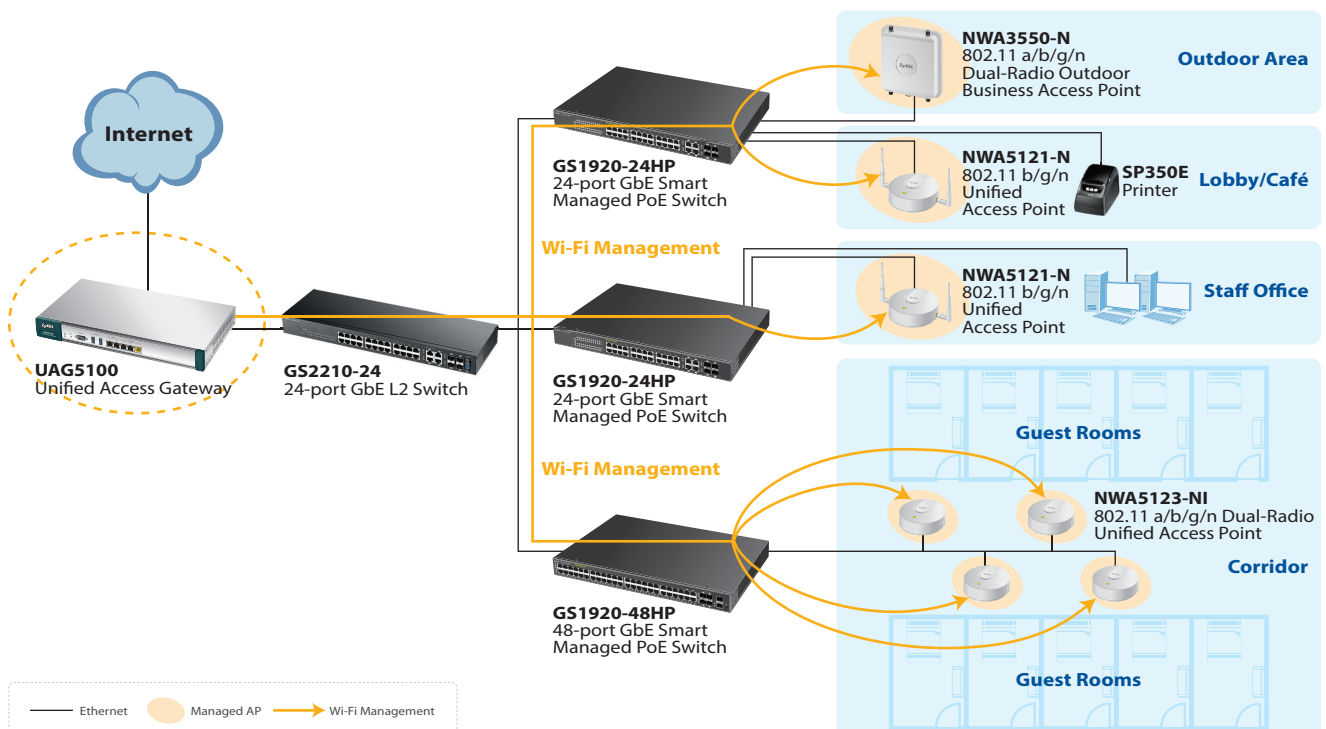 Internet
UAG5100
Unified Access Gateway
GS2210-24
24-port GbE L2 Switch
GS1920-24HP
24-port GbE Smart
Managed PoE Switch
Wi-Fi Management
GS1920-24HP
24-port GbE Smart
Managed PoE Switch
Wi-Fi Management
GS1920-48HP
48-port GbE Smart
Managed PoE Switch
NWA3550-N
802.11 a/b/g/n
Dual-Radio Outdoor
Business Access Point
Outdoor Area
NWA5121-N
802.11 b/g/n
Unified
Access Point
SP350E
Printer
Lobby/Café
NWA5121-N
802.11 b/g/n
Unified
Access Point
Staff Office
Guest Rooms
NWA5123-NI
802.11 a/b/g/n Dual-Radio
Unified Access Point
Corridor
Guest Rooms
Ethernet
Managed AP
Wi-Fi Management